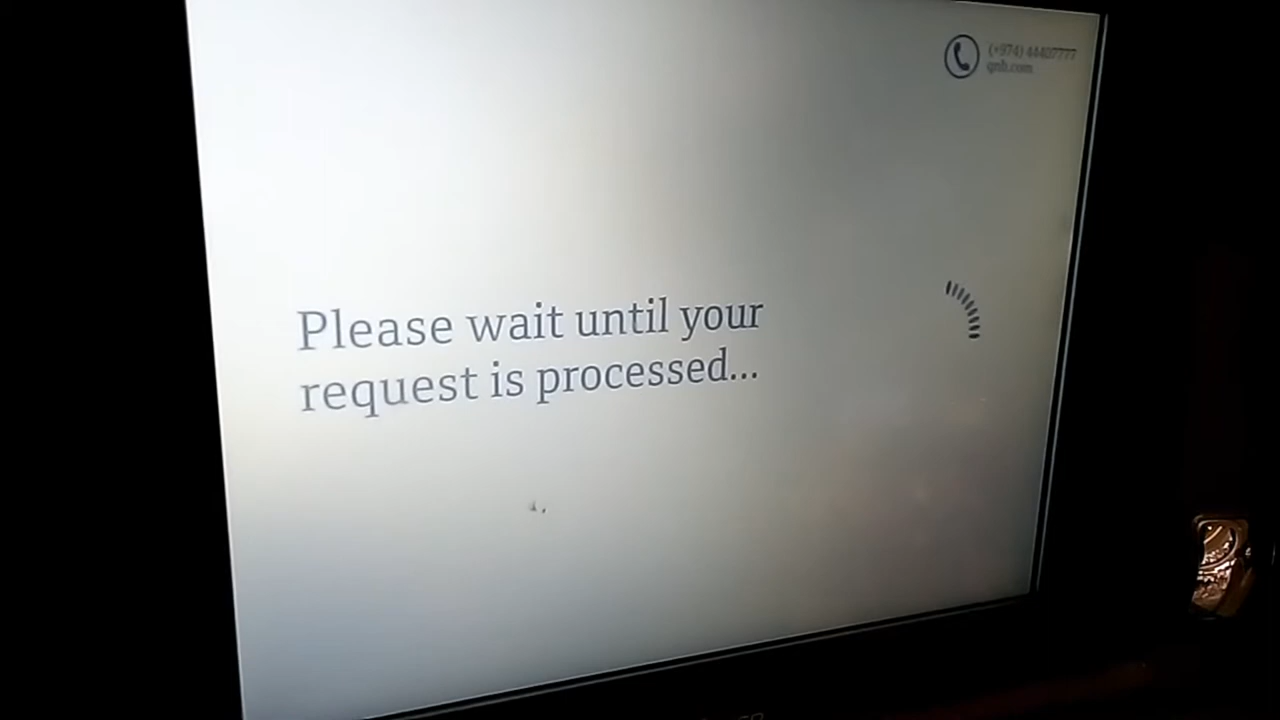 (+974) 44407777
qnb.com
Please wait until your
request is processed...